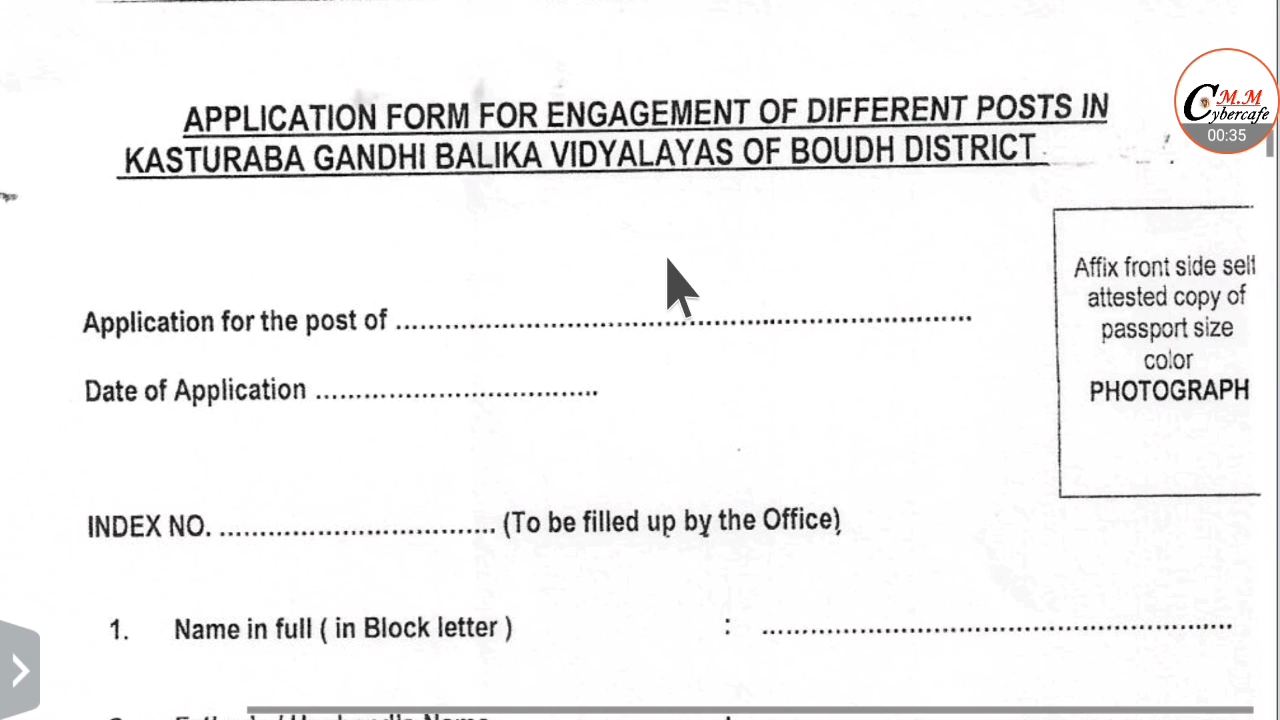 APPLICATION FORM FOR ENGAGEMENT OF DIFFERENT POSTS IN
KASTURABA GANDHI BALIKA VIDYALAYAS OF BOUDH DISTRICT
C M.M
Cybercafe
00:35
Affix front side self
attested copy of
passport size
color
PHOTOGRAPH
Application for the post of ........................................................................
Date of Application ...................................
INDEX NO. .................................. (To be filled up by the Office)
1. Name in full ( in Block letter ) : ..........................................................